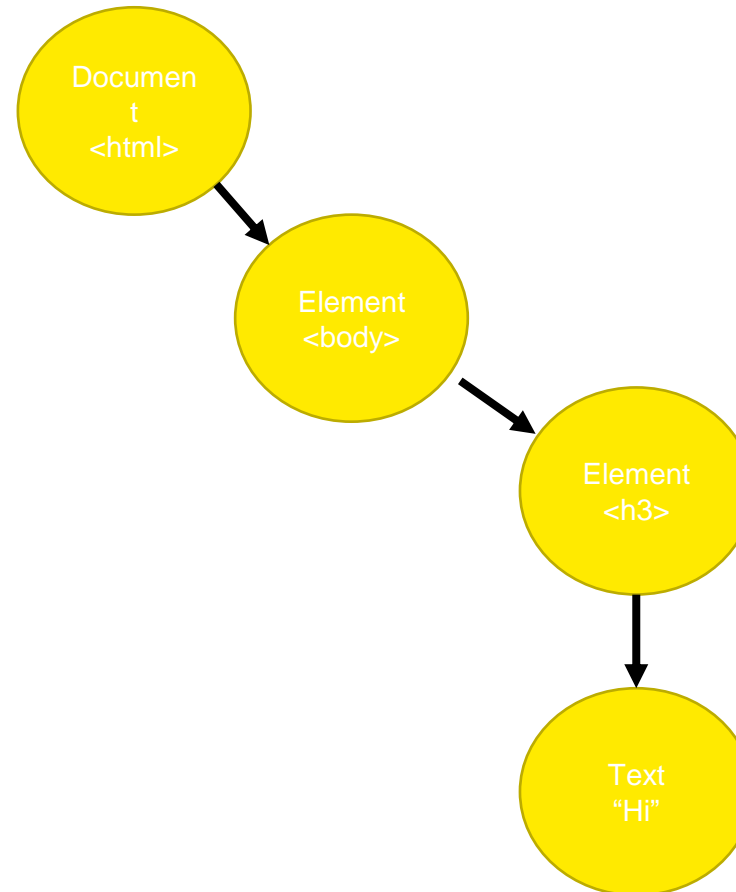 Documen
t
<html>
Element
<body>
Element
<h3>
Text
“Hi”